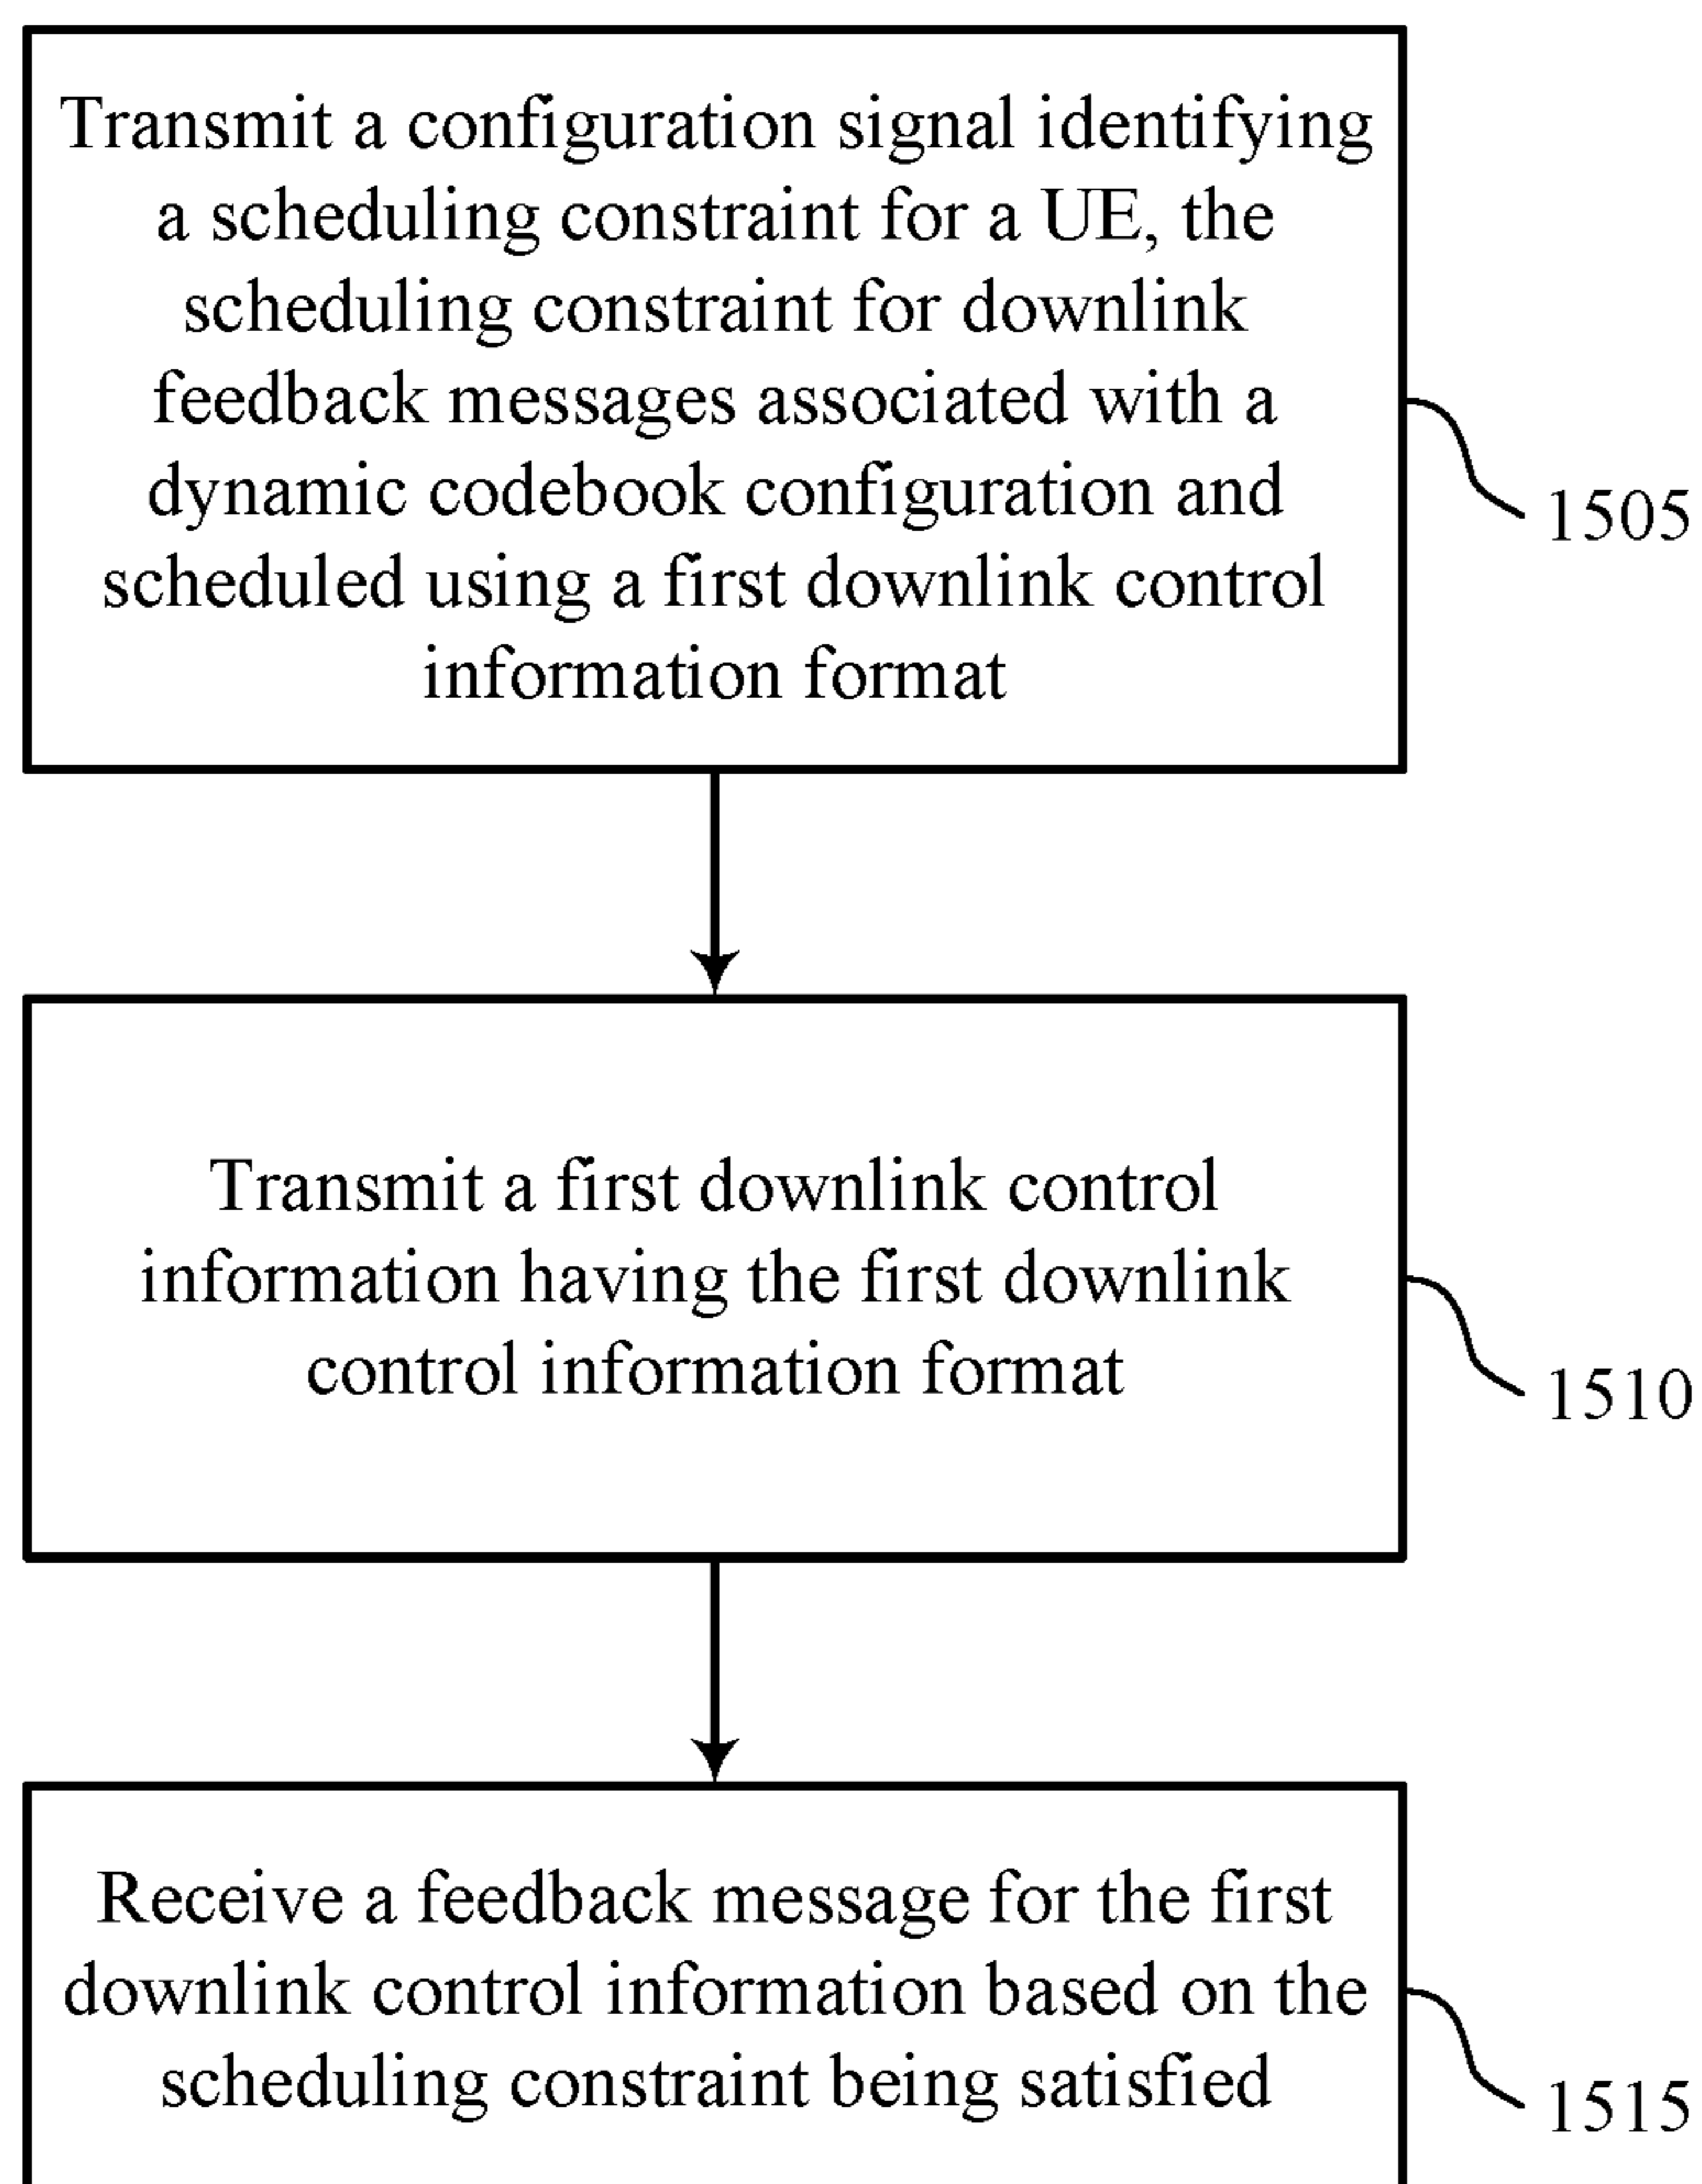 Transmit a configuration signal identifying
a scheduling constraint for a UE, the
scheduling constraint for downlink
feedback messages associated with a
dynamic codebook configuration and
scheduled using a first downlink control
information format
1505
Transmit a first downlink control
information having the first downlink
control information format
1510
Receive a feedback message for the first
downlink control information based on the
scheduling constraint being satisfied
1515